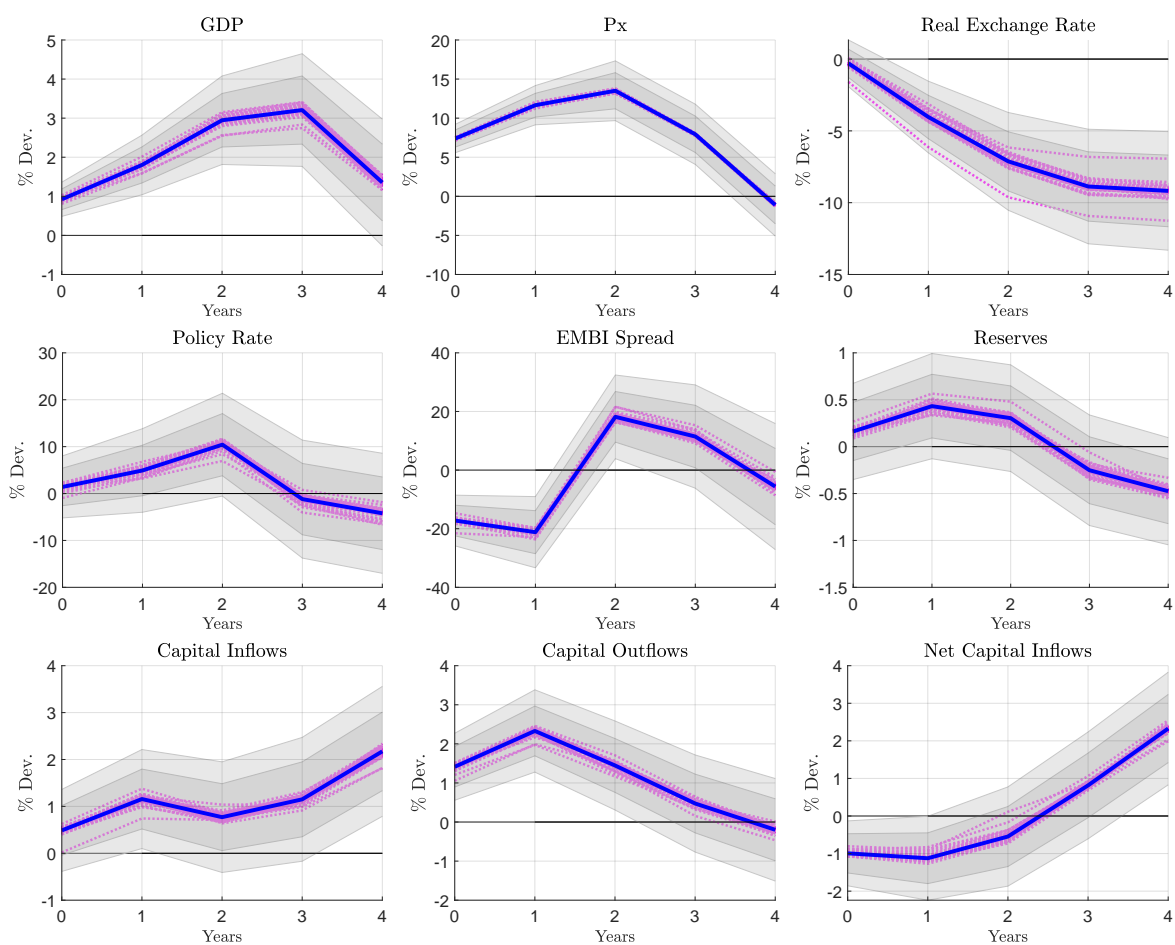 GDP
5
4
3
2
1
0
-1
% Dev.
0 1 2 3 4
Years
Px
20
15
10
5
0
-5
-10
% Dev.
0 1 2 3 4
Years
Real Exchange Rate
0
-5
-10
-15
% Dev.
0 1 2 3 4
Years
Policy Rate
30
20
10
0
-10
-20
% Dev.
0 1 2 3 4
Years
EMBI Spread
40
20
0
-20
-40
% Dev.
0 1 2 3 4
Years
Reserves
1
0.5
0
-0.5
-1
-1.5
% Dev.
0 1 2 3 4
Years
Capital Inflows
4
3
2
1
0
-1
% Dev.
0 1 2 3 4
Years
Capital Outflows
4
3
2
1
0
-1
-2
% Dev.
0 1 2 3 4
Years
Net Capital Inflows
4
3
2
1
0
-1
-2
% Dev.
0 1 2 3 4
Years